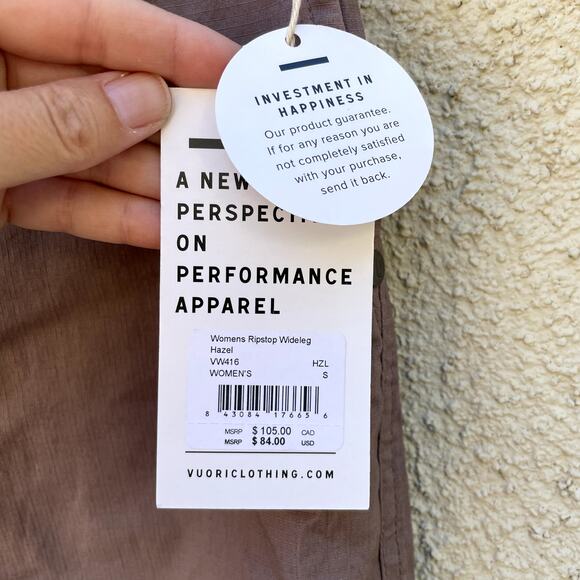 INVESTMENT IN
HAPPINESS
Our product guarantee.
If for any reason you are
not completely satisfied
with your purchase,
send it back.
A NEW
PERSPECTI
ON
PERFORMANCE
APPAREL
Womens Ripstop Wideleg
Hazel
VW416 HZL
WOMEN'S S
8 43084 17665 6
MSRP $ 105.00 CAD
MSRP $ 84.00 USD
VUORICLOTHING.COM